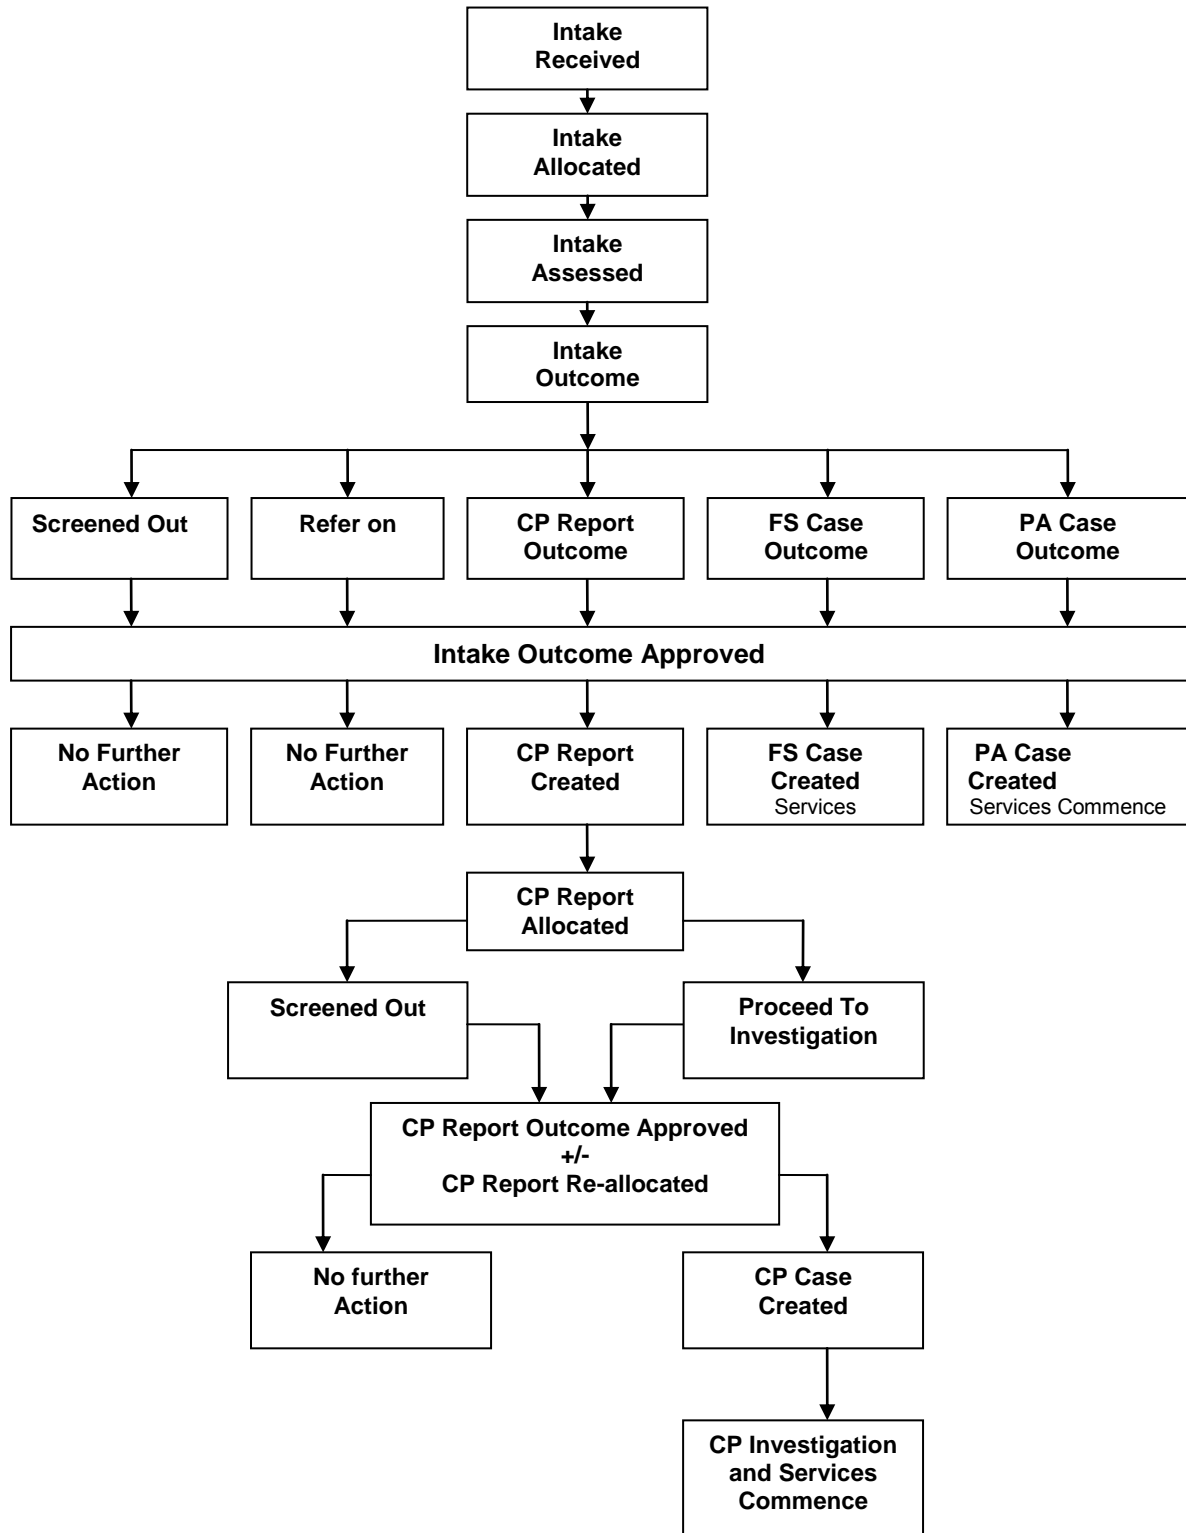 Intake
Received
Intake
Allocated
Intake
Assessed
Intake
Outcome
Screened Out
Refer on
CP Report
Outcome
FS Case
Outcome
PA Case
Outcome
Intake Outcome Approved
No Further
Action
No Further
Action
CP Report
Created
FS Case
Created
Services
PA Case
Created
Services Commence
CP Report
Allocated
Screened Out
Proceed To
Investigation
CP Report Outcome Approved
+/-
CP Report Re-allocated
No further
Action
CP Case
Created
CP Investigation
and Services
Commence